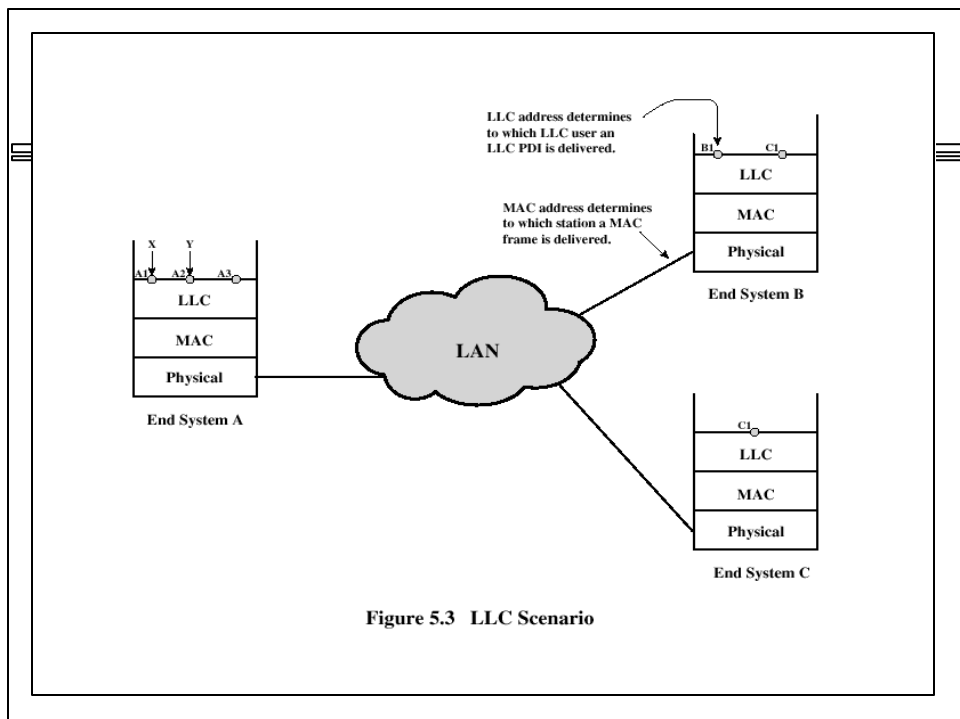 LLC address determines
to which LLC user an
LLC PDI is delivered.
B1 C1
LLC
MAC
Physical
End System B
MAC address determines
to which station a MAC
frame is delivered.
X Y
A1 A2 A3
LLC
MAC
Physical
End System A
LAN
C1
LLC
MAC
Physical
End System C
Figure 5.3 LLC Scenario